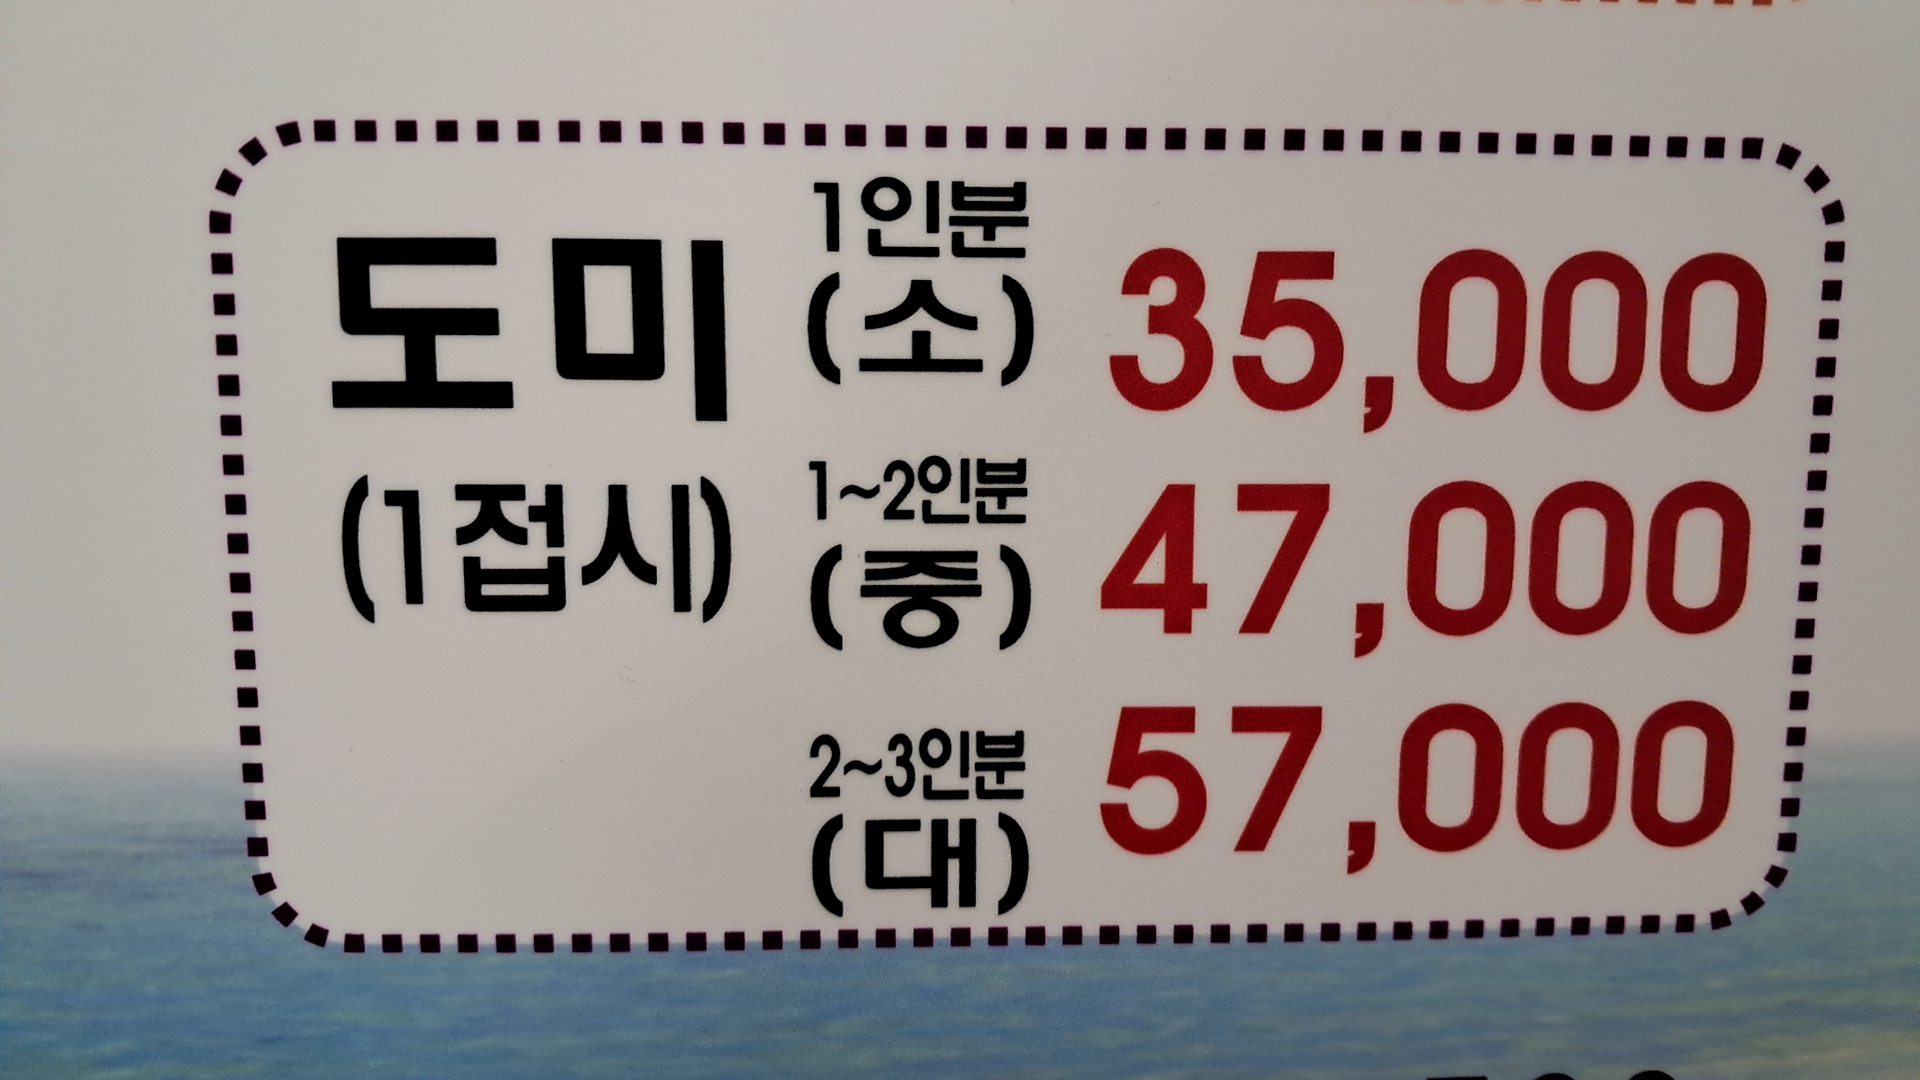 도미
(1접시)
1인분
(소) 35,000
1~2인분
(중) 47,000
2~3인분
(대) 57,000